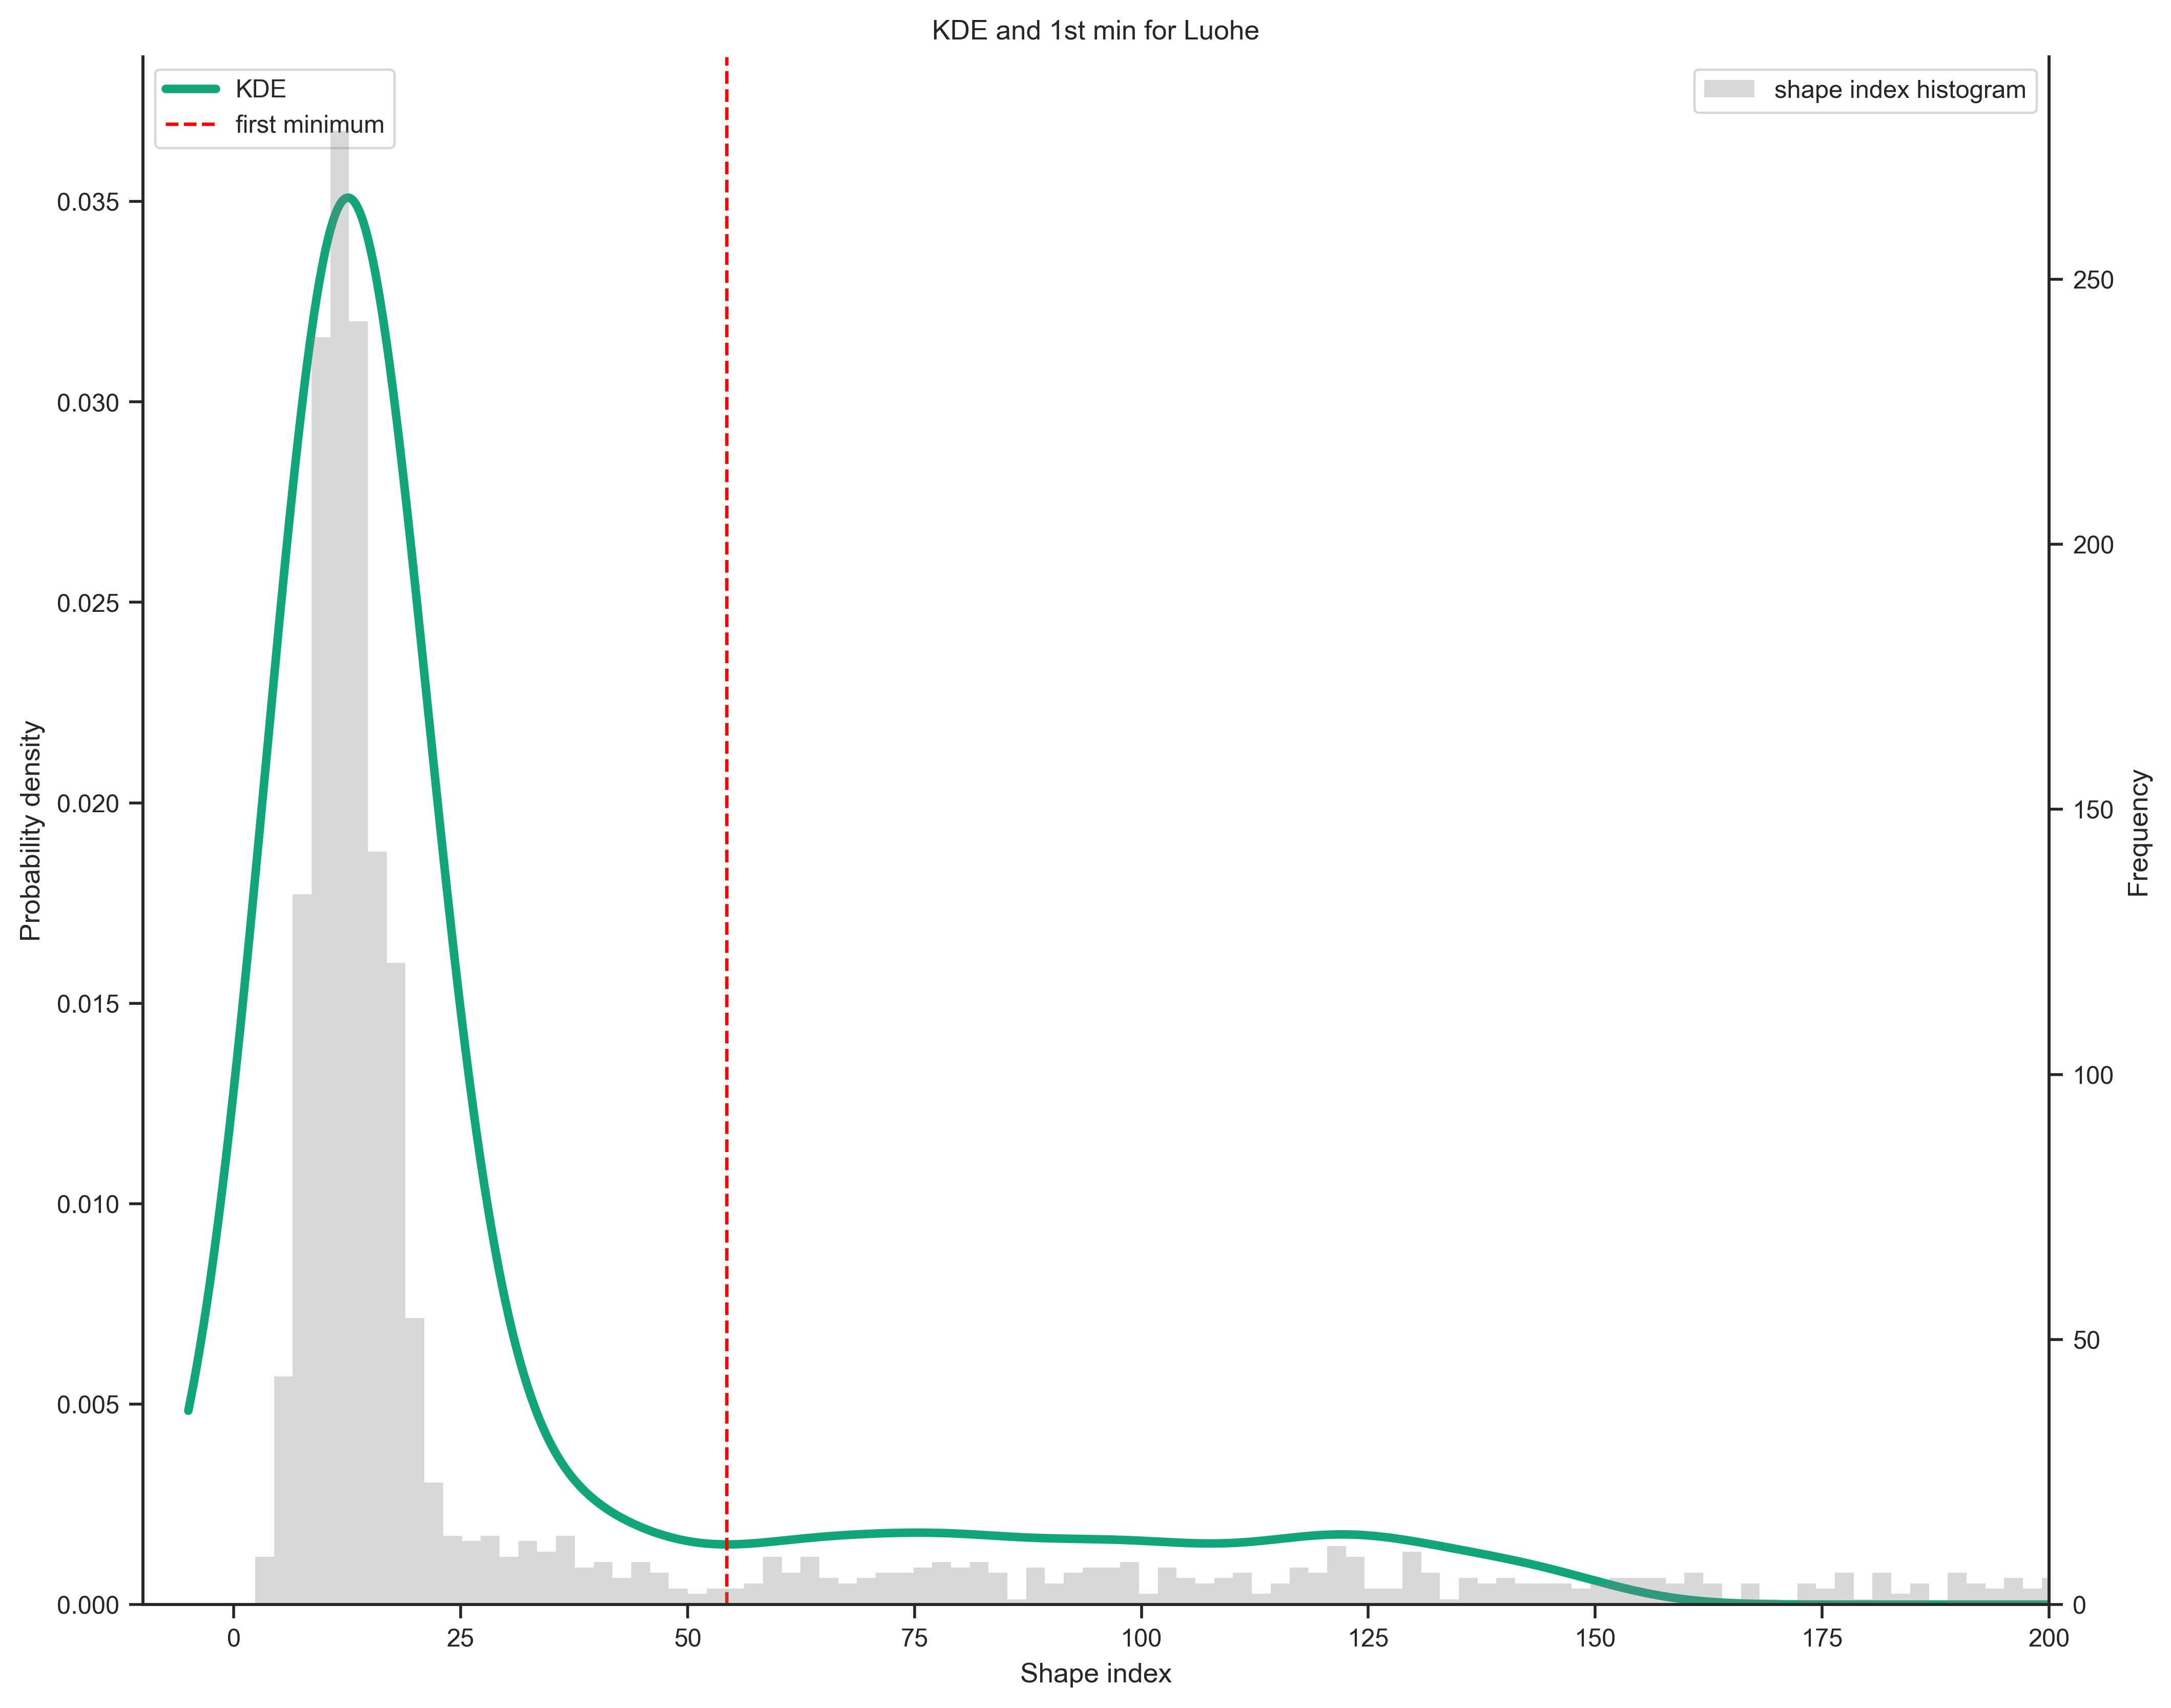 KDE and 1st min for Luohe
KDE
first minimum
shape index histogram
0.035
0.030
0.025
0.020
0.015
0.010
0.005
0.000
Probability density
250
200
150
100
50
0
Frequency
0 25 50 75 100 125 150 175 200
Shape index